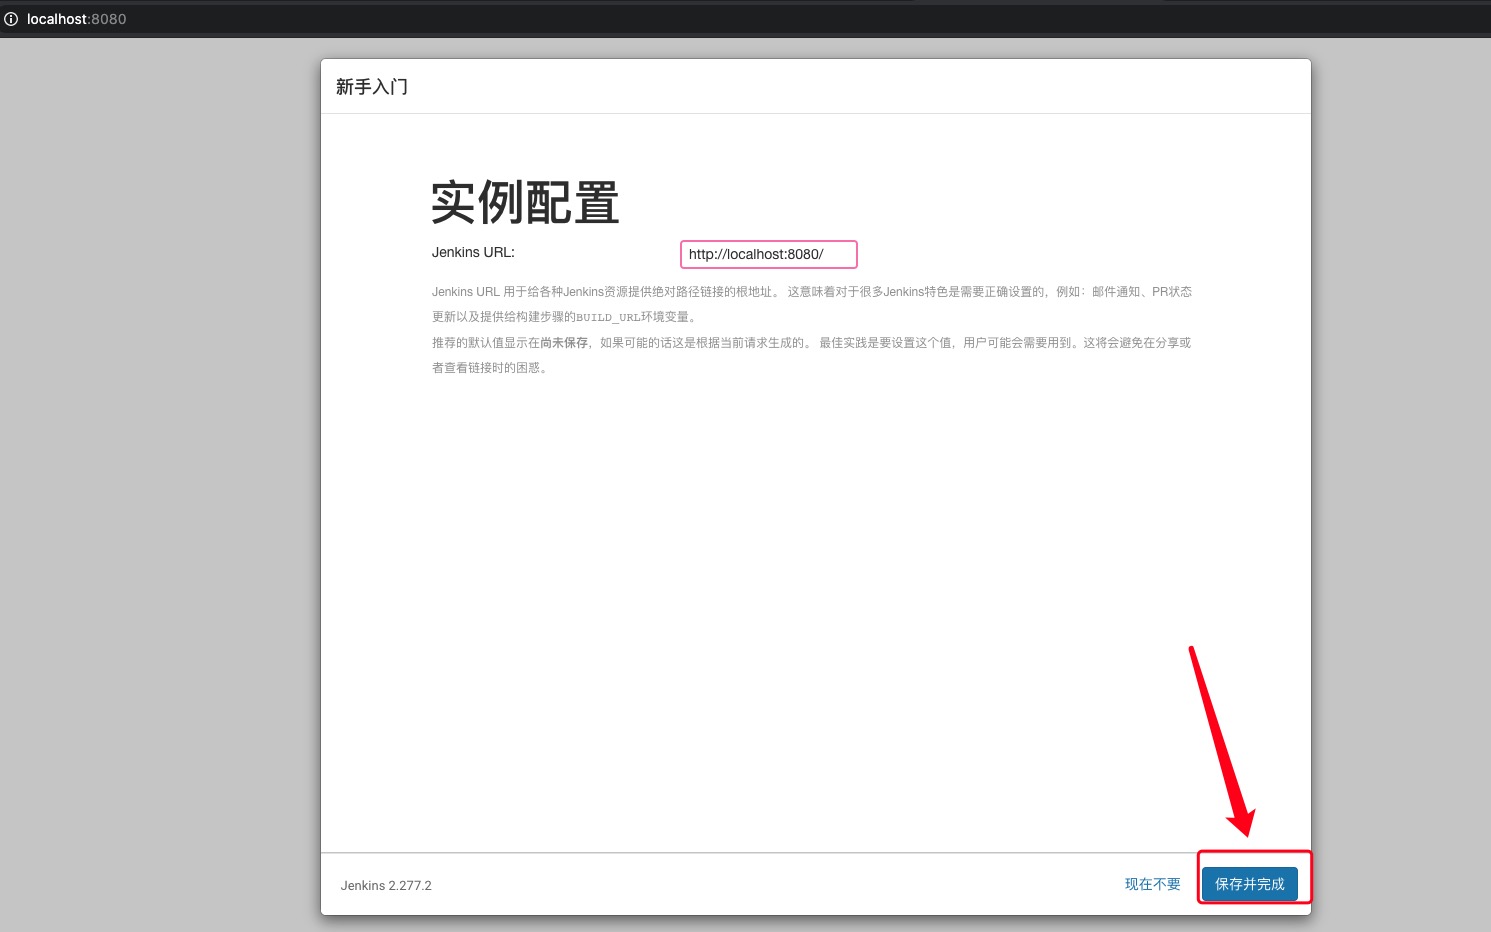 localhost:8080
新手入门
实例配置
Jenkins URL:
http://localhost:8080/
Jenkins URL 用于给各种Jenkins资源提供绝对路径链接的根地址。 这意味着对于很多Jenkins特色是需要正确设置的，例如：邮件通知、PR状态
更新以及提供给构建步骤的BUILD_URL环境变量。
推荐的默认值显示在尚未保存，如果可能的话这是根据当前请求生成的。 最佳实践是要设置这个值，用户可能会需要用到。这将会避免在分享或
者查看链接时的困惑。
Jenkins 2.277.2
现在不要
保存并完成